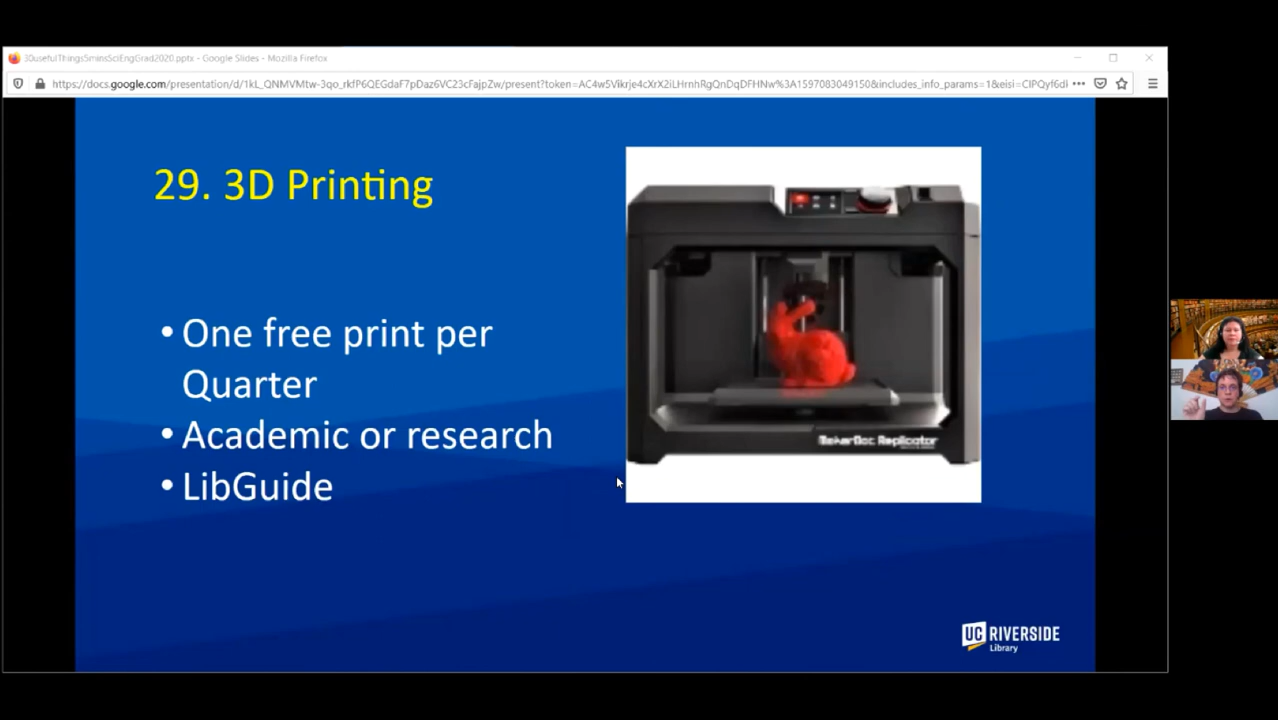 30usefulThings5minsSciEngGrad2020.pptx - Google Slides - Mozilla Firefox
29. 3D Printing
• One free print per
Quarter
• Academic or research
• LibGuide
MakerBot Replicator
UC RIVERSIDE
Library